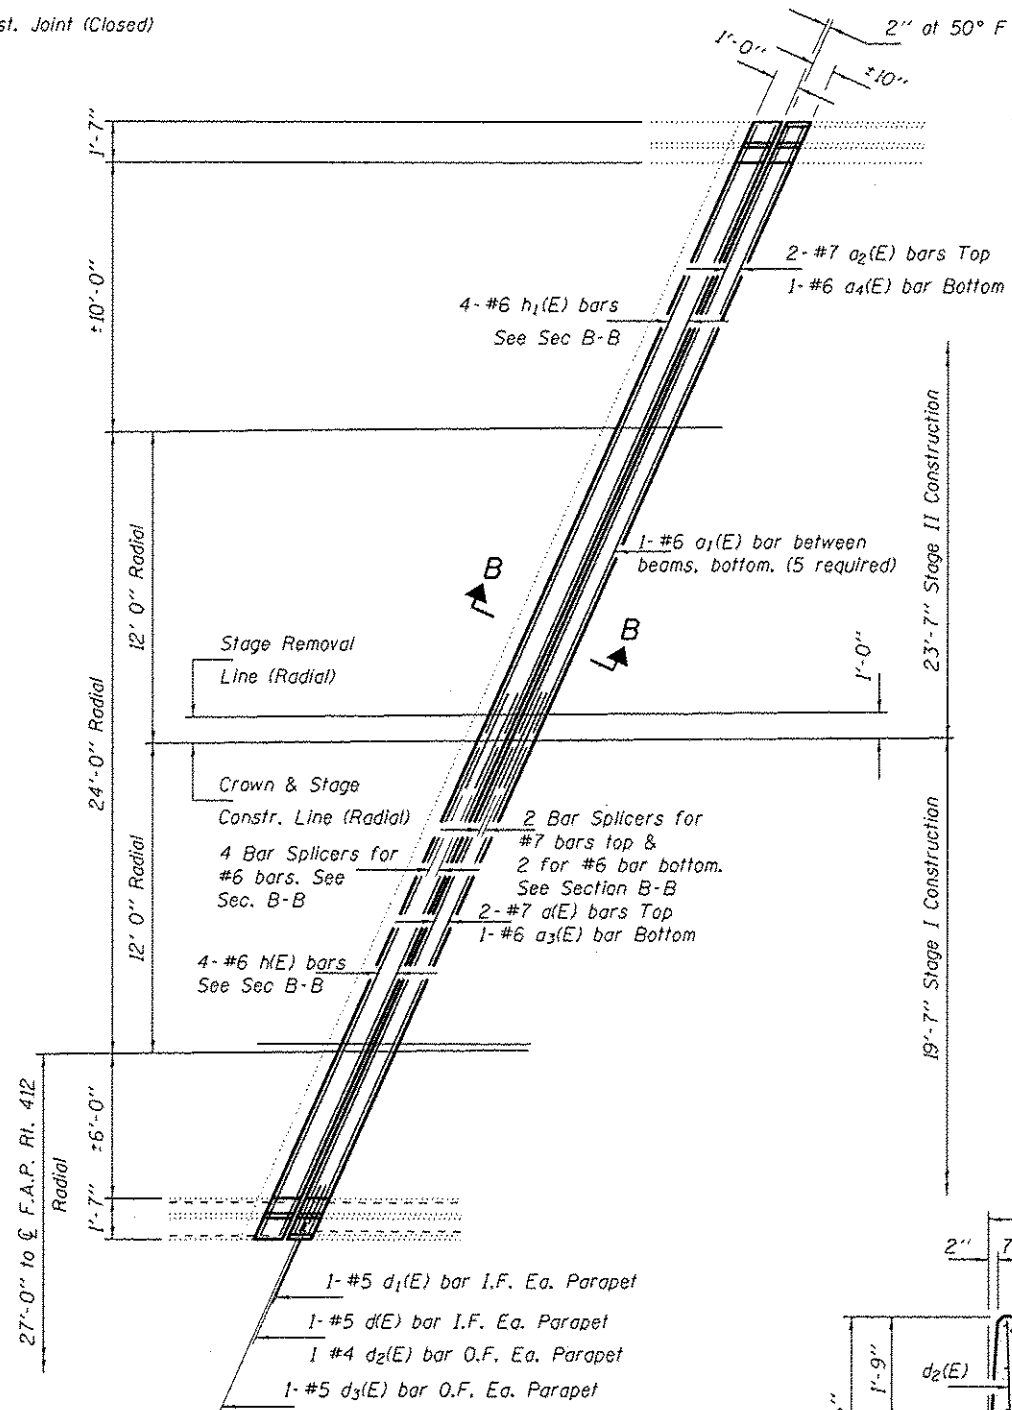 st. Joint (Closed)
2" at 50° F
1'-0"
±10"
1'-7"
±10'-0"
2- #7 a2(E) bars Top
1- #6 a4(E) bar Bottom
4- #6 h1(E) bars
See Sec B-B
23'-7" Stage II Construction
12' 0" Radial
1- #6 a1(E) bar between
beams, bottom. (5 required)
B
B
Stage Removal
Line (Radial)
1'-0"
24'-0" Radial
Crown & Stage
Constr. Line (Radial)
2 Bar Splicers for
#7 bars top &
2 for #6 bar bottom.
See Section B-B
4 Bar Splicers for
#6 bars. See
Sec. B-B
12' 0" Radial
2- #7 a(E) bars Top
1- #6 a3(E) bar Bottom
4- #6 h(E) bars
See Sec B-B
19'-7" Stage I Construction
27'-0" to ℄ F.A.P. Rt. 412
Radial
±6'-0"
1'-7"
1- #5 d1(E) bar I.F. Ea. Parapet
1- #5 d(E) bar I.F. Ea. Parapet
1 #4 d2(E) bar O.F. Ea. Parapet
1- #5 d3(E) bar O.F. Ea. Parapet
2" 7
1'-9"
d2(E)